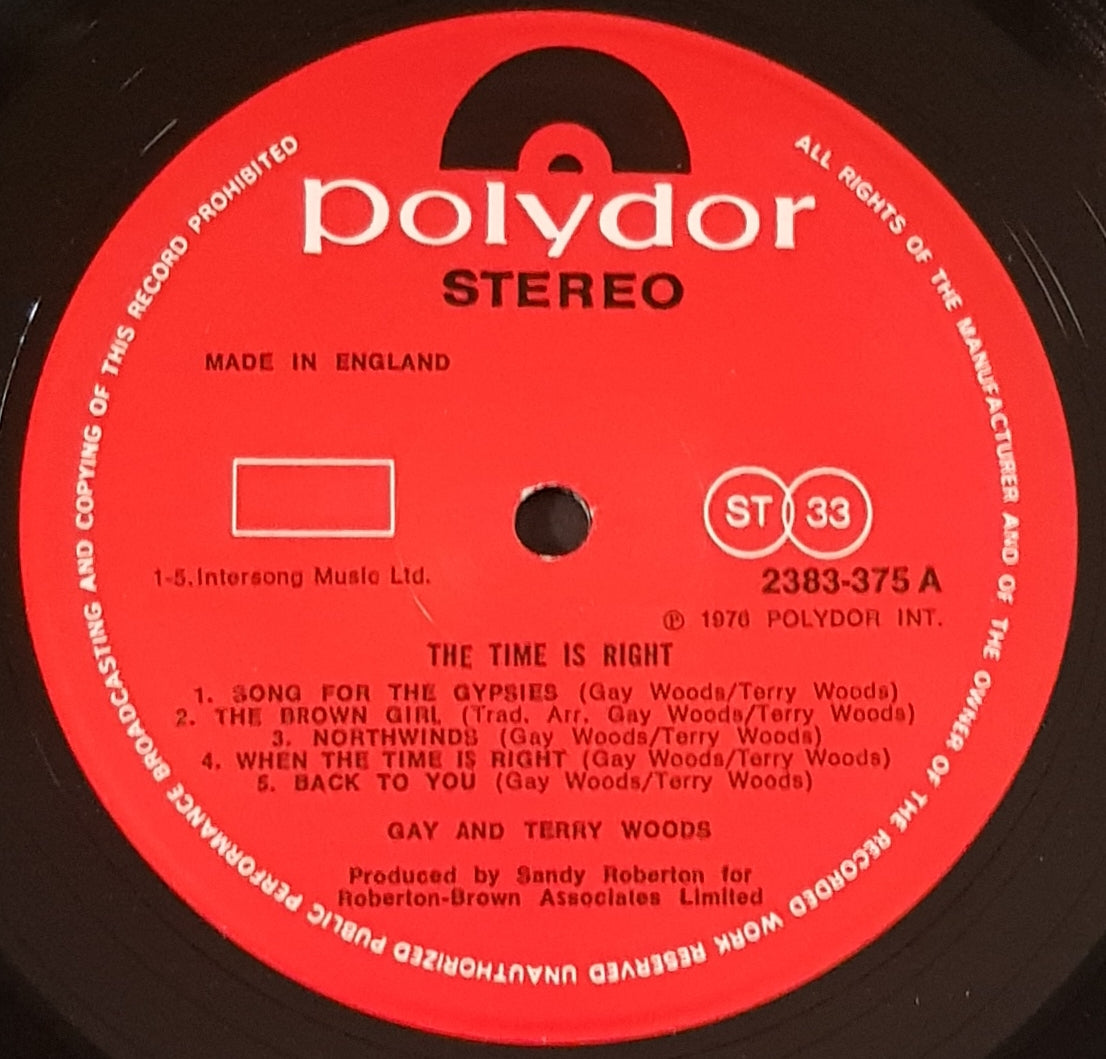 polydor
STEREO
MADE IN ENGLAND
ST 33
1-5.Intersong Music Ltd.
2383-375 A
℗ 1976 POLYDOR INT.
THE TIME IS RIGHT
1. SONG FOR THE GYPSIES (Gay Woods/Terry Woods)
2. THE BROWN GIRL (Trad. Arr. Gay Woods/Terry Woods)
3. NORTHWINDS (Gay Woods/Terry Woods)
4. WHEN THE TIME IS RIGHT (Gay Woods/Terry Woods)
5. BACK TO YOU (Gay Woods/Terry Woods)
GAY AND TERRY WOODS
Produced by Sandy Roberton for
Roberton-Brown Associates Limited
ALL RIGHTS OF THE MANUFACTURER AND OF THE OWNER OF THE RECORDED WORK RESERVED UNAUTHORIZED PUBLIC PERFORMANCE BROADCASTING AND COPYING OF THIS RECORD PROHIBITED